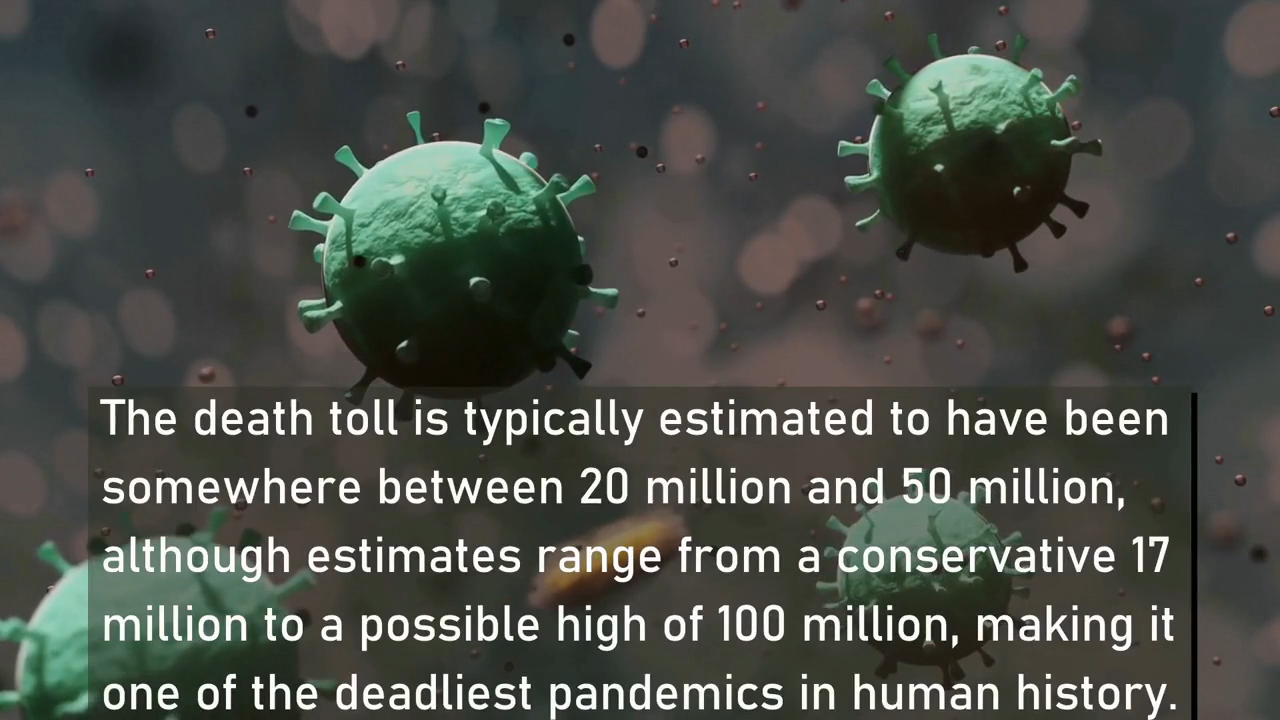 The death toll is typically estimated to have been
somewhere between 20 million and 50 million,
although estimates range from a conservative 17
million to a possible high of 100 million, making it
one of the deadliest pandemics in human history.